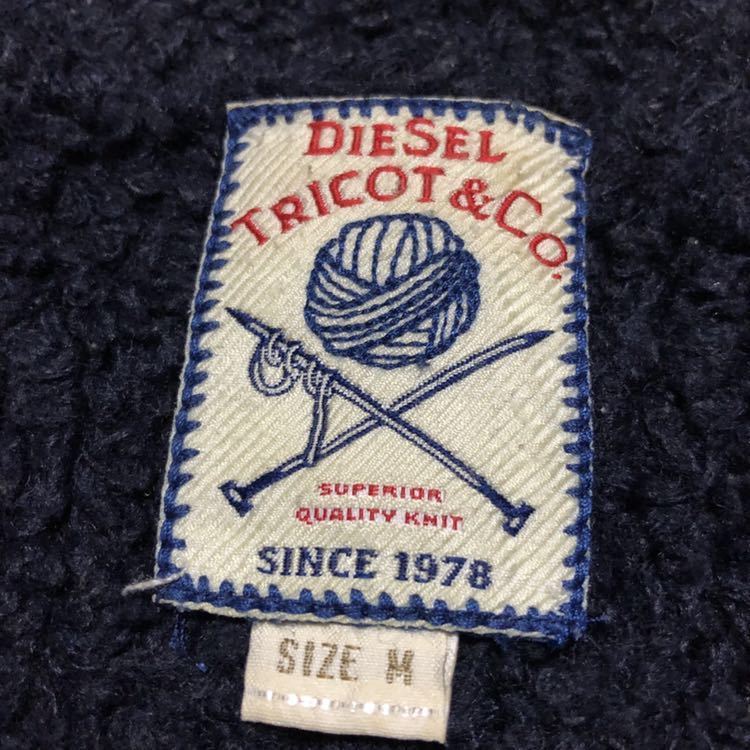 DIESEL
TRICOT & CO.
SUPERIOR
QUALITY KNIT
SINCE 1978
SIZE M